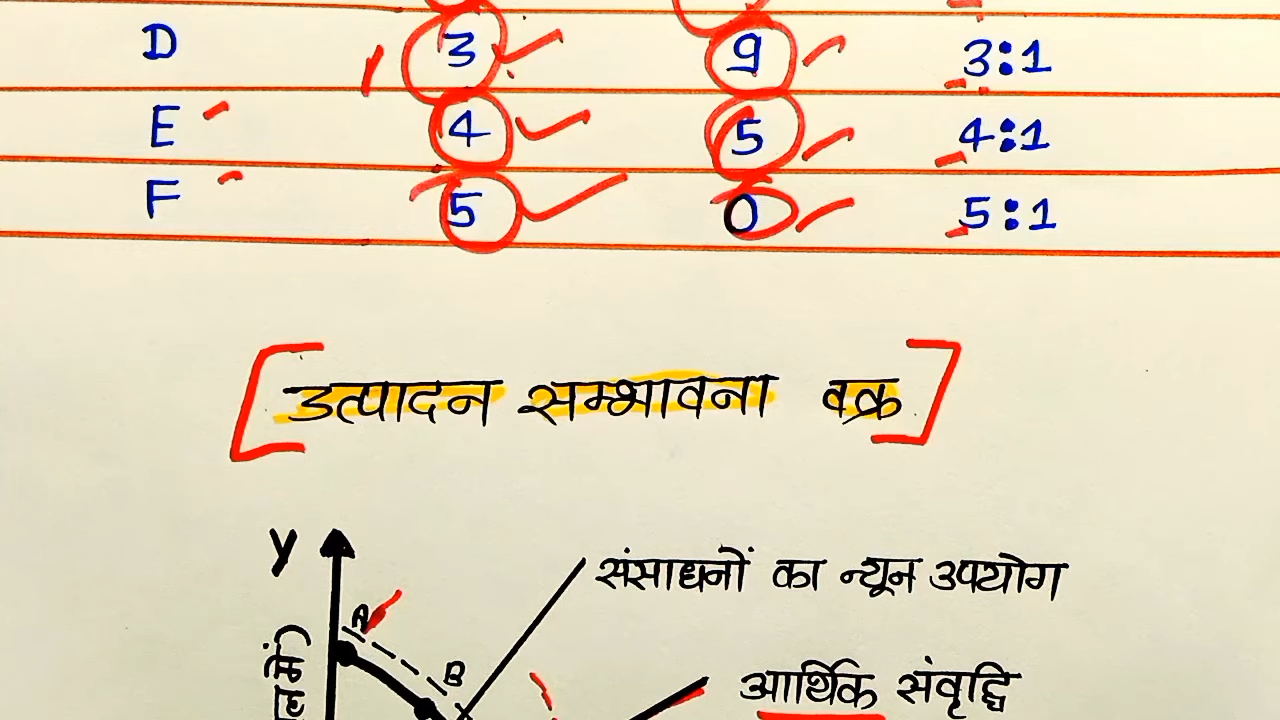 D 3 9 3:1
E 4 5 4:1
F 5 0 5:1
उत्पादन सम्भावना वक्र
y
संसाधनों का न्यून उपयोग
A
B
आर्थिक संवृद्धि